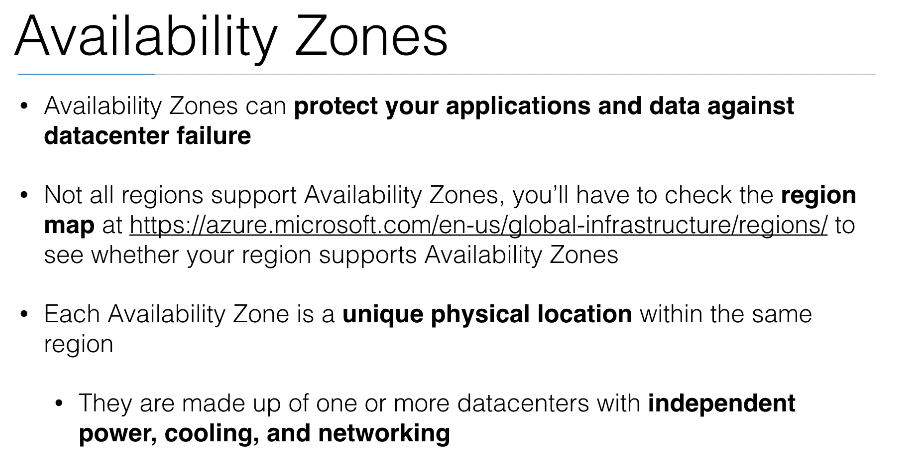 Availability Zones
• Availability Zones can protect your applications and data against
datacenter failure
• Not all regions support Availability Zones, you'll have to check the region
map at https://azure.microsoft.com/en-us/global-infrastructure/regions/ to
see whether your region supports Availability Zones
• Each Availability Zone is a unique physical location within the same
region
• They are made up of one or more datacenters with independent
power, cooling, and networking